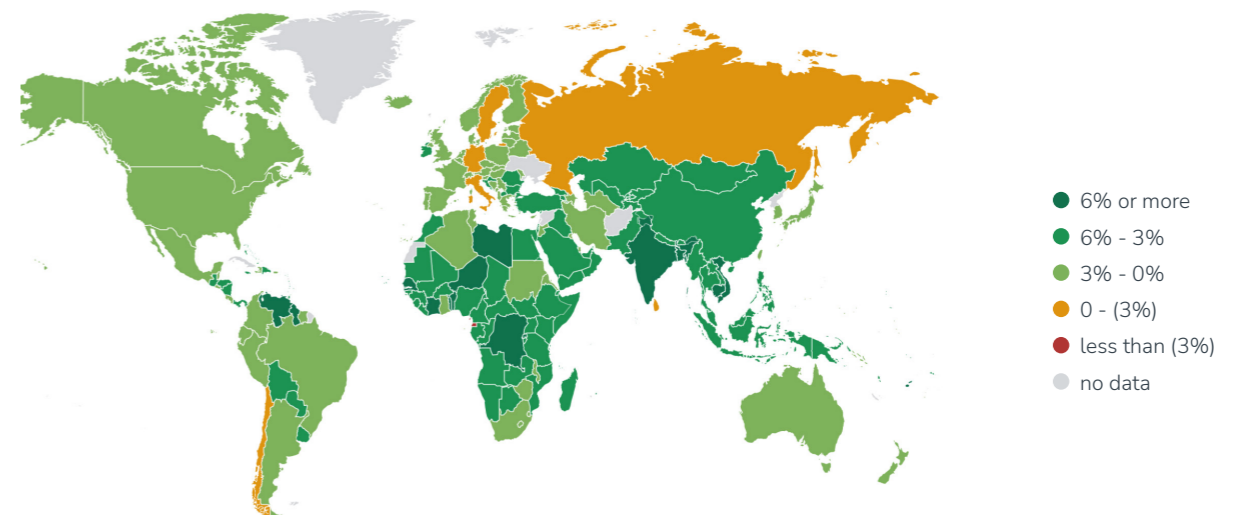 6% or more
6% - 3%
3% - 0%
0 - (3%)
less than (3%)
no data